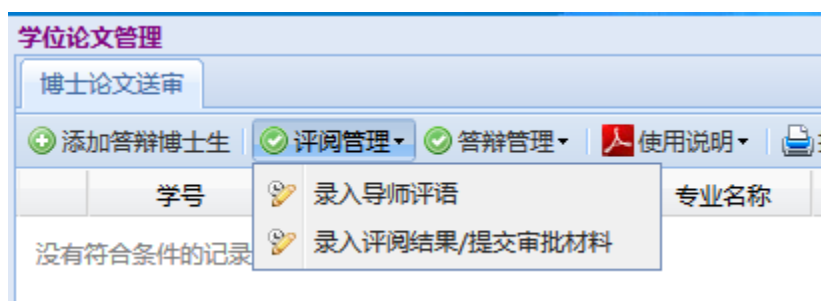 学位论文管理
博士论文送审
添加答辩博士生 评阅管理 答辩管理 使用说明
学号 专业名称
录入导师评语
录入评阅结果/提交审批材料
没有符合条件的记录